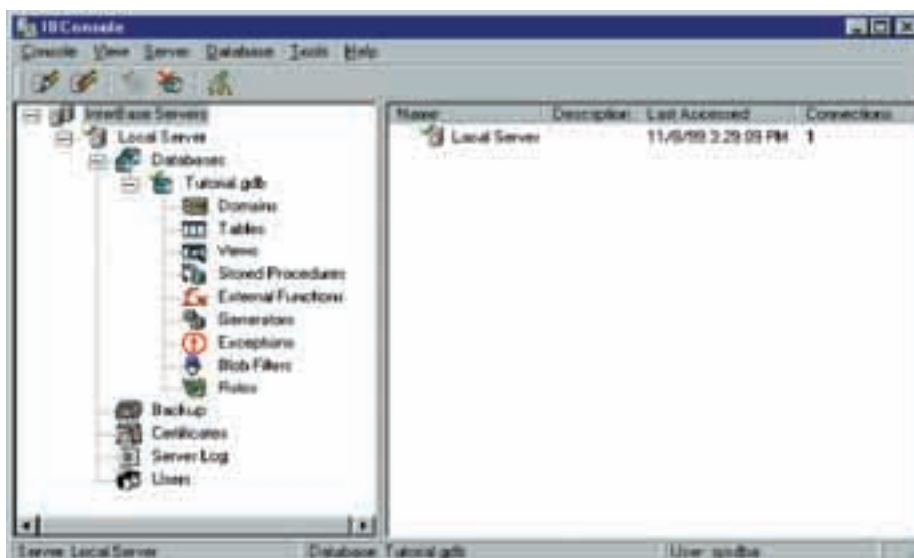 IBConsole
Console View Server Database Tools Help
InterBase Servers
Local Server
Databases
Tutorial.gdb
Domains
Tables
Views
Stored Procedures
External Functions
Generators
Exceptions
Blob Filters
Roles
Backup
Certificates
Server Log
Users
Name Description Last Accessed Connections
Local Server 11/8/99 3:29:09 PM 1
Server: Local Server Database: Tutorial.gdb User: sysdba